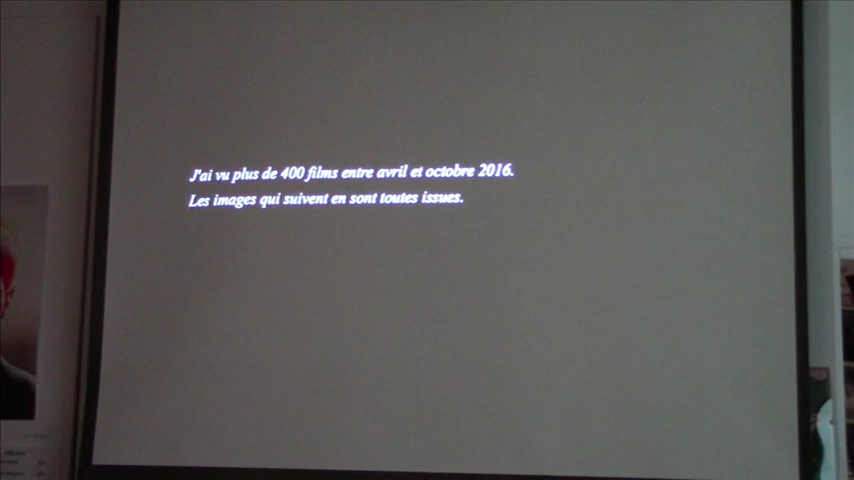 J'ai vu plus de 400 films entre avril et octobre 2016.
Les images qui suivent en sont toutes issues.